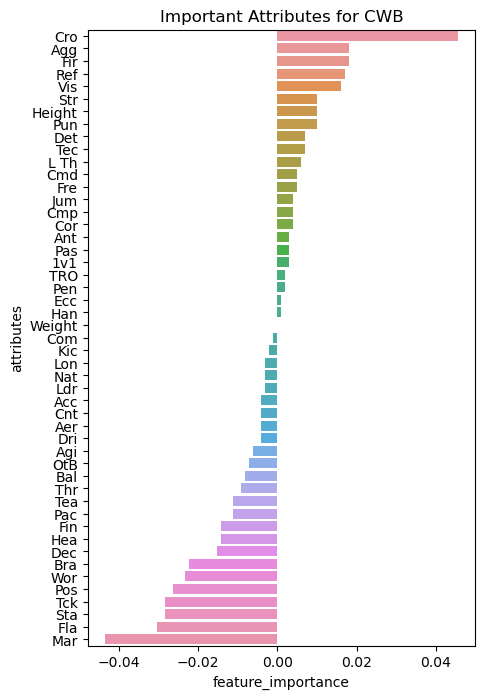 Important Attributes for CWB
Cro
Agg
Fir
Ref
Vis
Str
Height
Pun
Det
Tec
L Th
Cmd
Fre
Jum
Cmp
Cor
Ant
Pas
1v1
TRO
Pen
Ecc
Han
Weight
Com
Kic
Lon
Nat
Ldr
Acc
Cnt
Aer
Dri
Agi
OtB
Bal
Thr
Tea
Pac
Fin
Hea
Dec
Bra
Wor
Pos
Tck
Sta
Fla
Mar
attributes
−0.04 −0.02 0.00 0.02 0.04
feature_importance